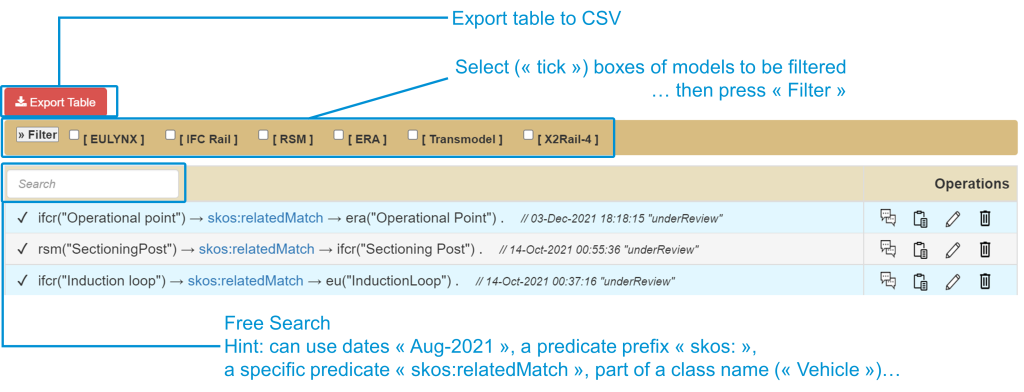 Export table to CSV
Select (« tick ») boxes of models to be filtered
… then press « Filter »
Export Table
» Filter [ EULYNX ] [ IFC Rail ] [ RSM ] [ ERA ] [ Transmodel ] [ X2Rail-4 ]
Search Operations
✓ ifcr("Operational point") → skos:relatedMatch → era("Operational Point") . // 03-Dec-2021 18:18:15 "underReview"
✓ rsm("SectioningPost") → skos:relatedMatch → ifcr("Sectioning Post") . // 14-Oct-2021 00:55:36 "underReview"
✓ ifcr("Induction loop") → skos:relatedMatch → eu("InductionLoop") . // 14-Oct-2021 00:37:16 "underReview"
Free Search
Hint: can use dates « Aug-2021 », a predicate prefix « skos: »,
a specific predicate « skos:relatedMatch », part of a class name (« Vehicle »)…